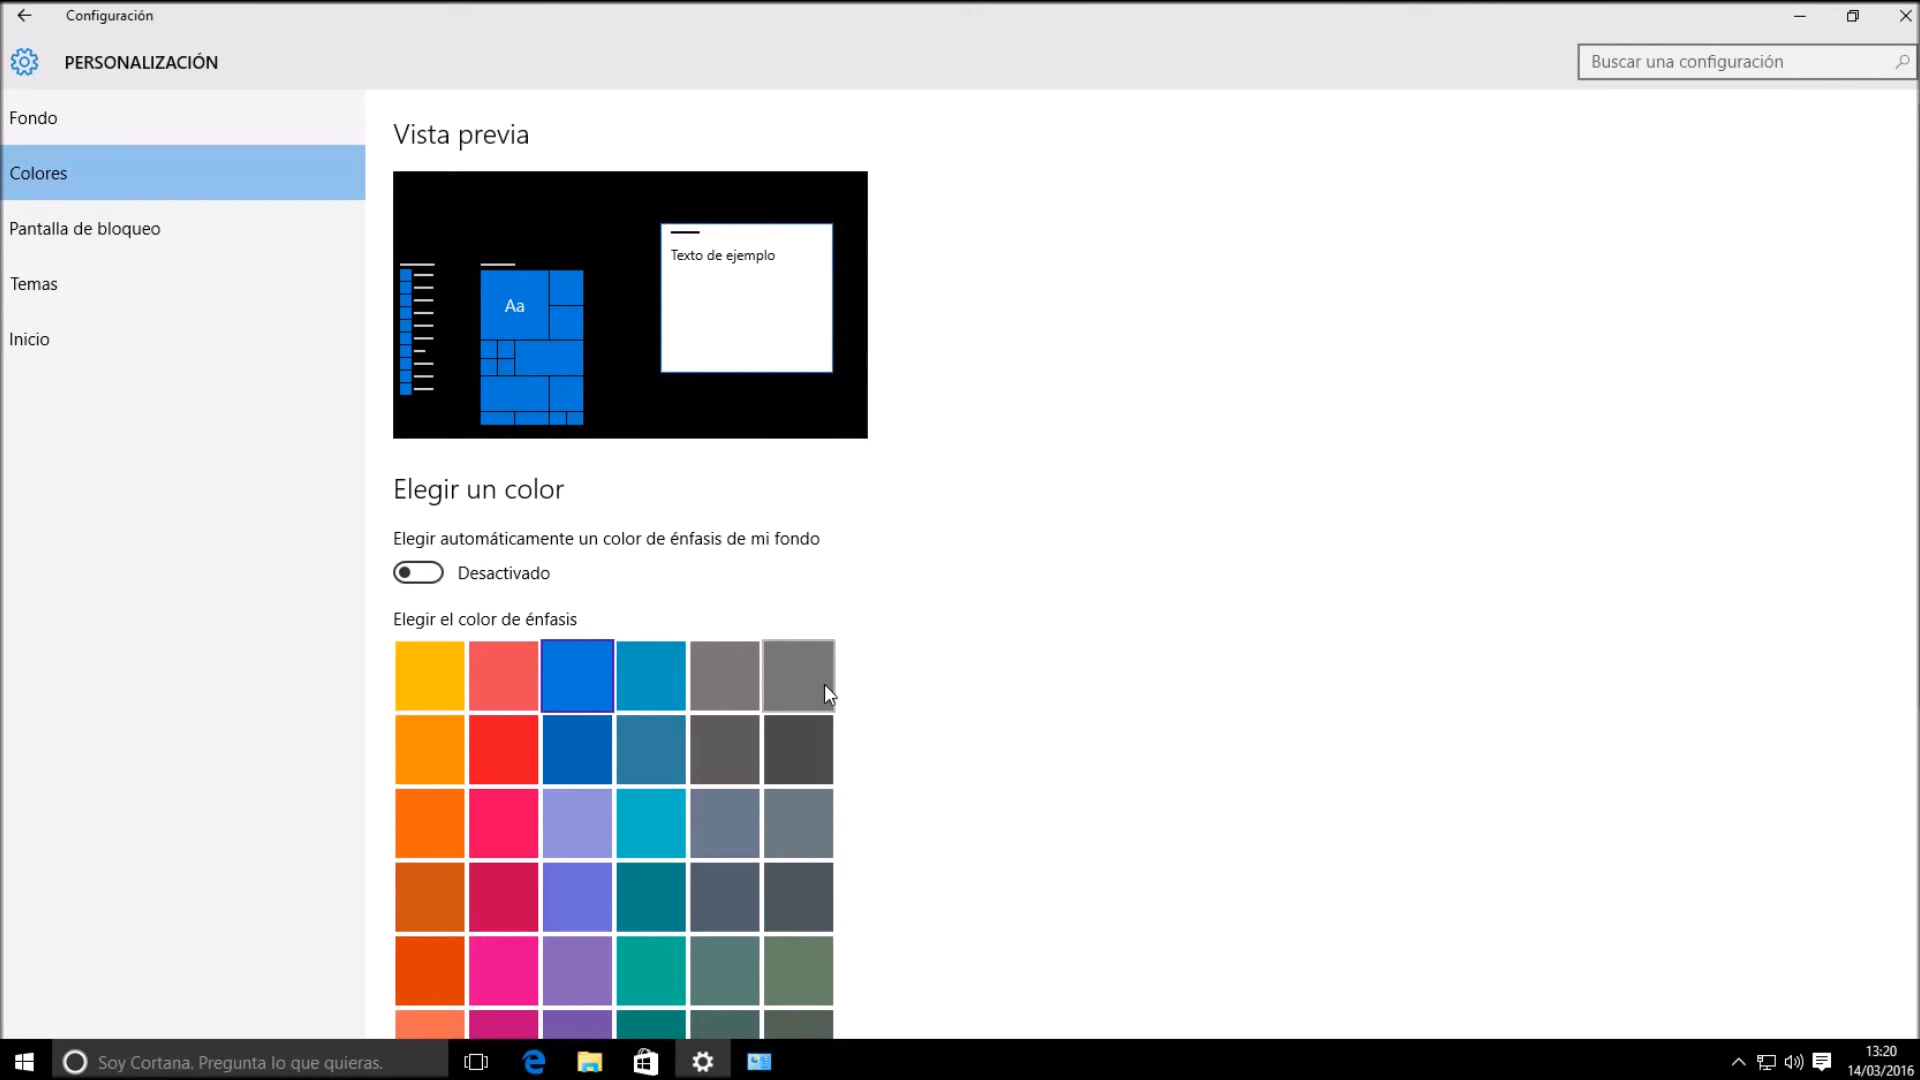 Configuración
PERSONALIZACIÓN
Buscar una configuración
Fondo
Colores
Pantalla de bloqueo
Temas
Inicio
Vista previa
Aa
Texto de ejemplo
Elegir un color
Elegir automáticamente un color de énfasis de mi fondo
Desactivado
Elegir el color de énfasis
Soy Cortana. Pregunta lo que quieras.
13:20
14/03/2016